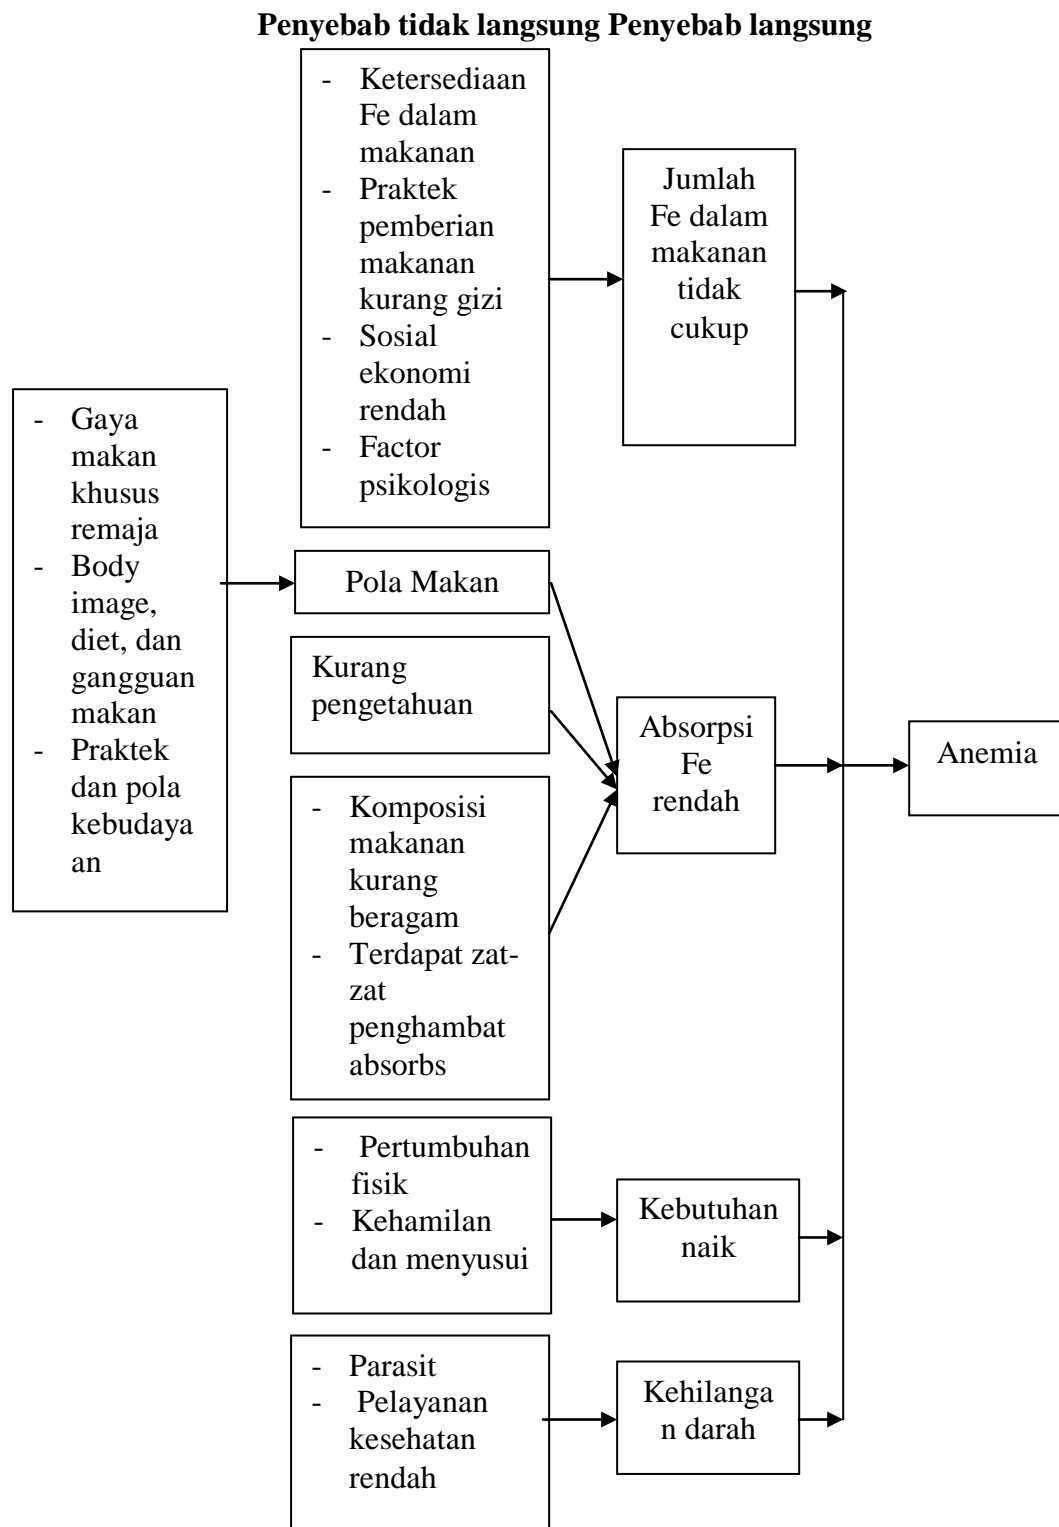 Penyebab tidak langsung Penyebab langsung
- Ketersediaan
Fe dalam
makanan
- Praktek
pemberian
makanan
kurang gizi
- Sosial
ekonomi
rendah
- Factor
psikologis
Jumlah
Fe dalam
makanan
tidak
cukup
- Gaya
makan
khusus
remaja
- Body
image,
diet, dan
gangguan
makan
- Praktek
dan pola
kebudaya
an
Pola Makan
Kurang
pengetahuan
- Komposisi
makanan
kurang
beragam
- Terdapat zat-
zat
penghambat
absorbs
Absorpsi
Fe
rendah
Anemia
- Pertumbuhan
fisik
- Kehamilan
dan menyusui
Kebutuhan
naik
- Parasit
- Pelayanan
kesehatan
rendah
Kehilanga
n darah